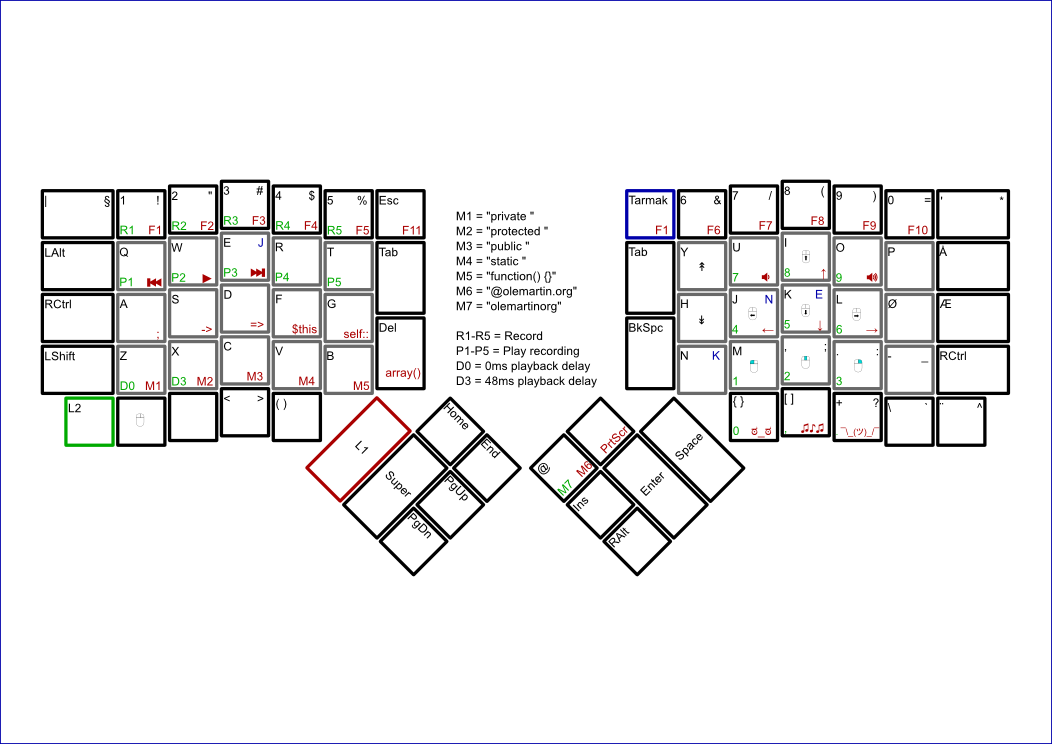 | §
1 ! R1 F1
2 " R2 F2
3 # R3 F3
4 $ R4 F4
5 % R5 F5
Esc F11
LAlt
Q P1 ⏮
W P2 ▶
E J P3 ⏭
R P4
T P5
Tab
RCtrl
A ;
S ->
D =>
F $this
G self::
Del array()
LShift
Z D0 M1
X D3 M2
C M3
V M4
B M5
L2
< >
( )
L1
Super
Home
End
PgUp
PgDn
M1 = "private "
M2 = "protected "
M3 = "public "
M4 = "static "
M5 = "function() {}"
M6 = "@olemartin.org"
M7 = "olemartinorg"
R1-R5 = Record
P1-P5 = Play recording
D0 = 0ms playback delay
D3 = 48ms playback delay
Tarmak F1
6 & F6
7 / F7
8 ( F8
9 ) F9
0 = F10
' *
Tab
Y ↟
U 7
I 8 ↑
O 9
P
Å
BkSpc
H ↡
J N 4 ←
K E 5 ↓
L 6 →
Ø
Æ
N K
M 1
, ; 2
. : 3
- _
RCtrl
{ } 0 ಠ_ಠ
[ ] . ♫♪♫
+ ? ¯\_(ツ)_/¯
\ `
¨ ^
@ M7 M6
PrtScr
Ins
Enter
RAlt
Space